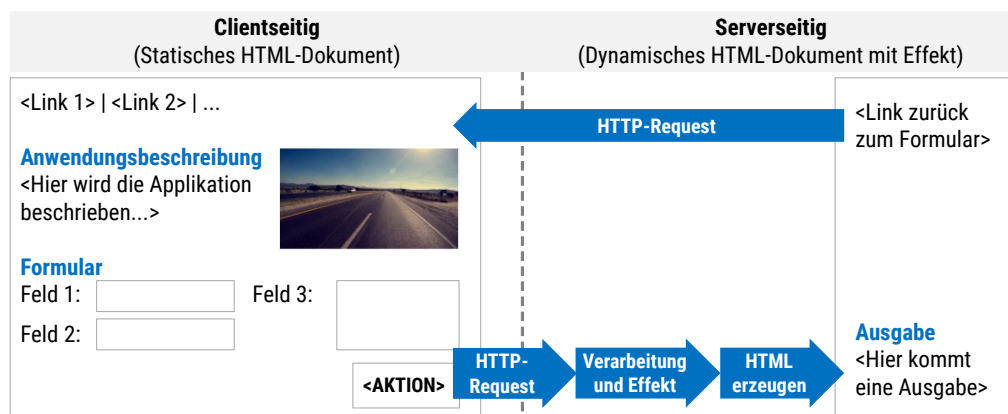 Clientseitig
(Statisches HTML-Dokument)
Serverseitig
(Dynamisches HTML-Dokument mit Effekt)
<Link 1> | <Link 2> | ...
HTTP-Request
<Link zurück
zum Formular>
Anwendungsbeschreibung
<Hier wird die Applikation
beschrieben...>
Formular
Feld 1:
Feld 3:
Feld 2:
<AKTION>
HTTP-
Request
Verarbeitung
und Effekt
HTML
erzeugen
Ausgabe
<Hier kommt
eine Ausgabe>